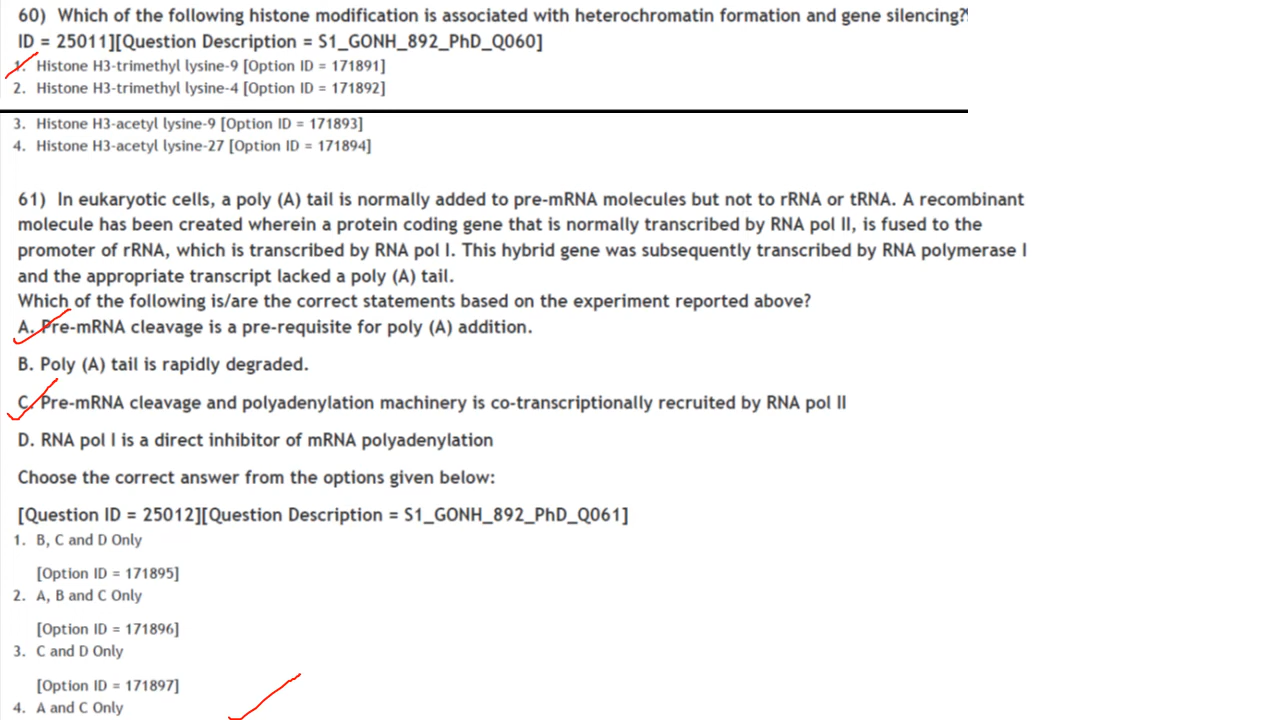 60) Which of the following histone modification is associated with heterochromatin formation and gene silencing?
ID = 25011][Question Description = S1_GONH_892_PhD_Q060]
1. Histone H3-trimethyl lysine-9 [Option ID = 171891]
2. Histone H3-trimethyl lysine-4 [Option ID = 171892]
3. Histone H3-acetyl lysine-9 [Option ID = 171893]
4. Histone H3-acetyl lysine-27 [Option ID = 171894]
61) In eukaryotic cells, a poly (A) tail is normally added to pre-mRNA molecules but not to rRNA or tRNA. A recombinant
molecule has been created wherein a protein coding gene that is normally transcribed by RNA pol II, is fused to the
promoter of rRNA, which is transcribed by RNA pol I. This hybrid gene was subsequently transcribed by RNA polymerase I
and the appropriate transcript lacked a poly (A) tail.
Which of the following is/are the correct statements based on the experiment reported above?
A. Pre-mRNA cleavage is a pre-requisite for poly (A) addition.
B. Poly (A) tail is rapidly degraded.
C. Pre-mRNA cleavage and polyadenylation machinery is co-transcriptionally recruited by RNA pol II
D. RNA pol I is a direct inhibitor of mRNA polyadenylation
Choose the correct answer from the options given below:
[Question ID = 25012][Question Description = S1_GONH_892_PhD_Q061]
1. B, C and D Only
[Option ID = 171895]
2. A, B and C Only
[Option ID = 171896]
3. C and D Only
[Option ID = 171897]
4. A and C Only